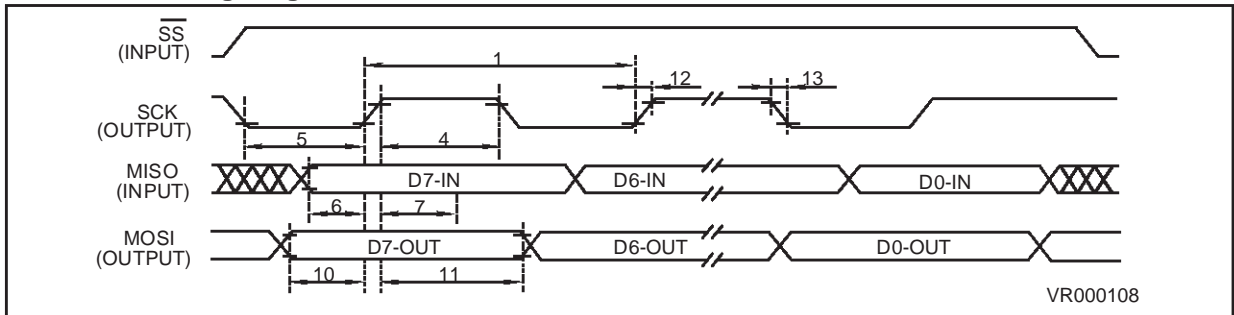 SS
(INPUT)
1
12
13
SCK
(OUTPUT)
5
4
MISO
(INPUT)
D7-IN
D6-IN
D0-IN
6
7
MOSI
(OUTPUT)
D7-OUT
D6-OUT
D0-OUT
10
11
VR000108